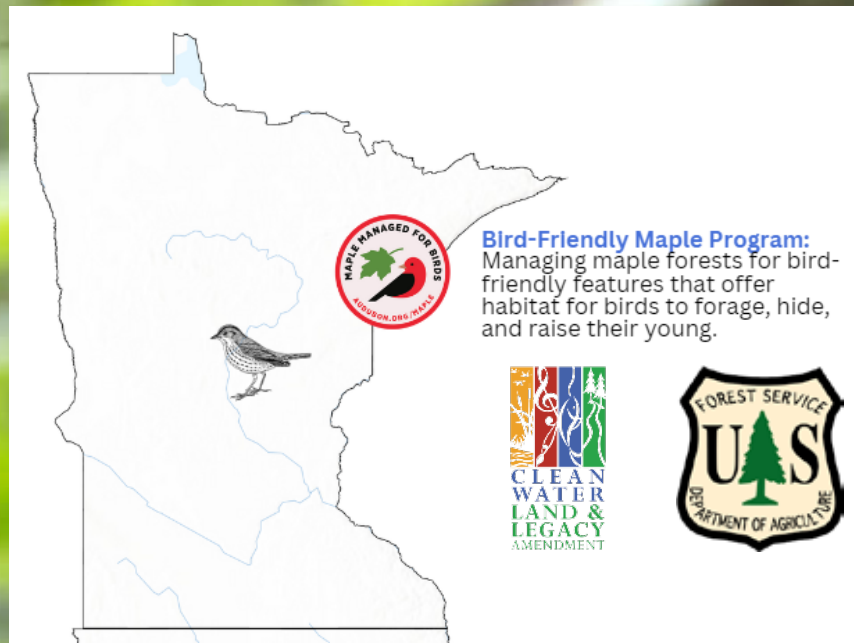 MAPLE MANAGED FOR BIRDS
AUDUBON.ORG/MAPLE
Bird-Friendly Maple Program:
Managing maple forests for bird-
friendly features that offer
habitat for birds to forage, hide,
and raise their young.
CLEAN
WATER
LAND &
LEGACY
AMENDMENT
FOREST SERVICE
U S
DEPARTMENT OF AGRICULTURE